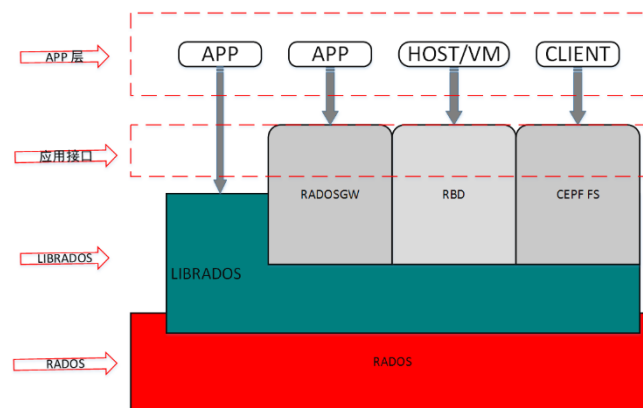 APP 层
APP
APP
HOST/VM
CLIENT
应用接口
RADOSGW
RBD
CEPF FS
LIBRADOS
LIBRADOS
RADOS
RADOS